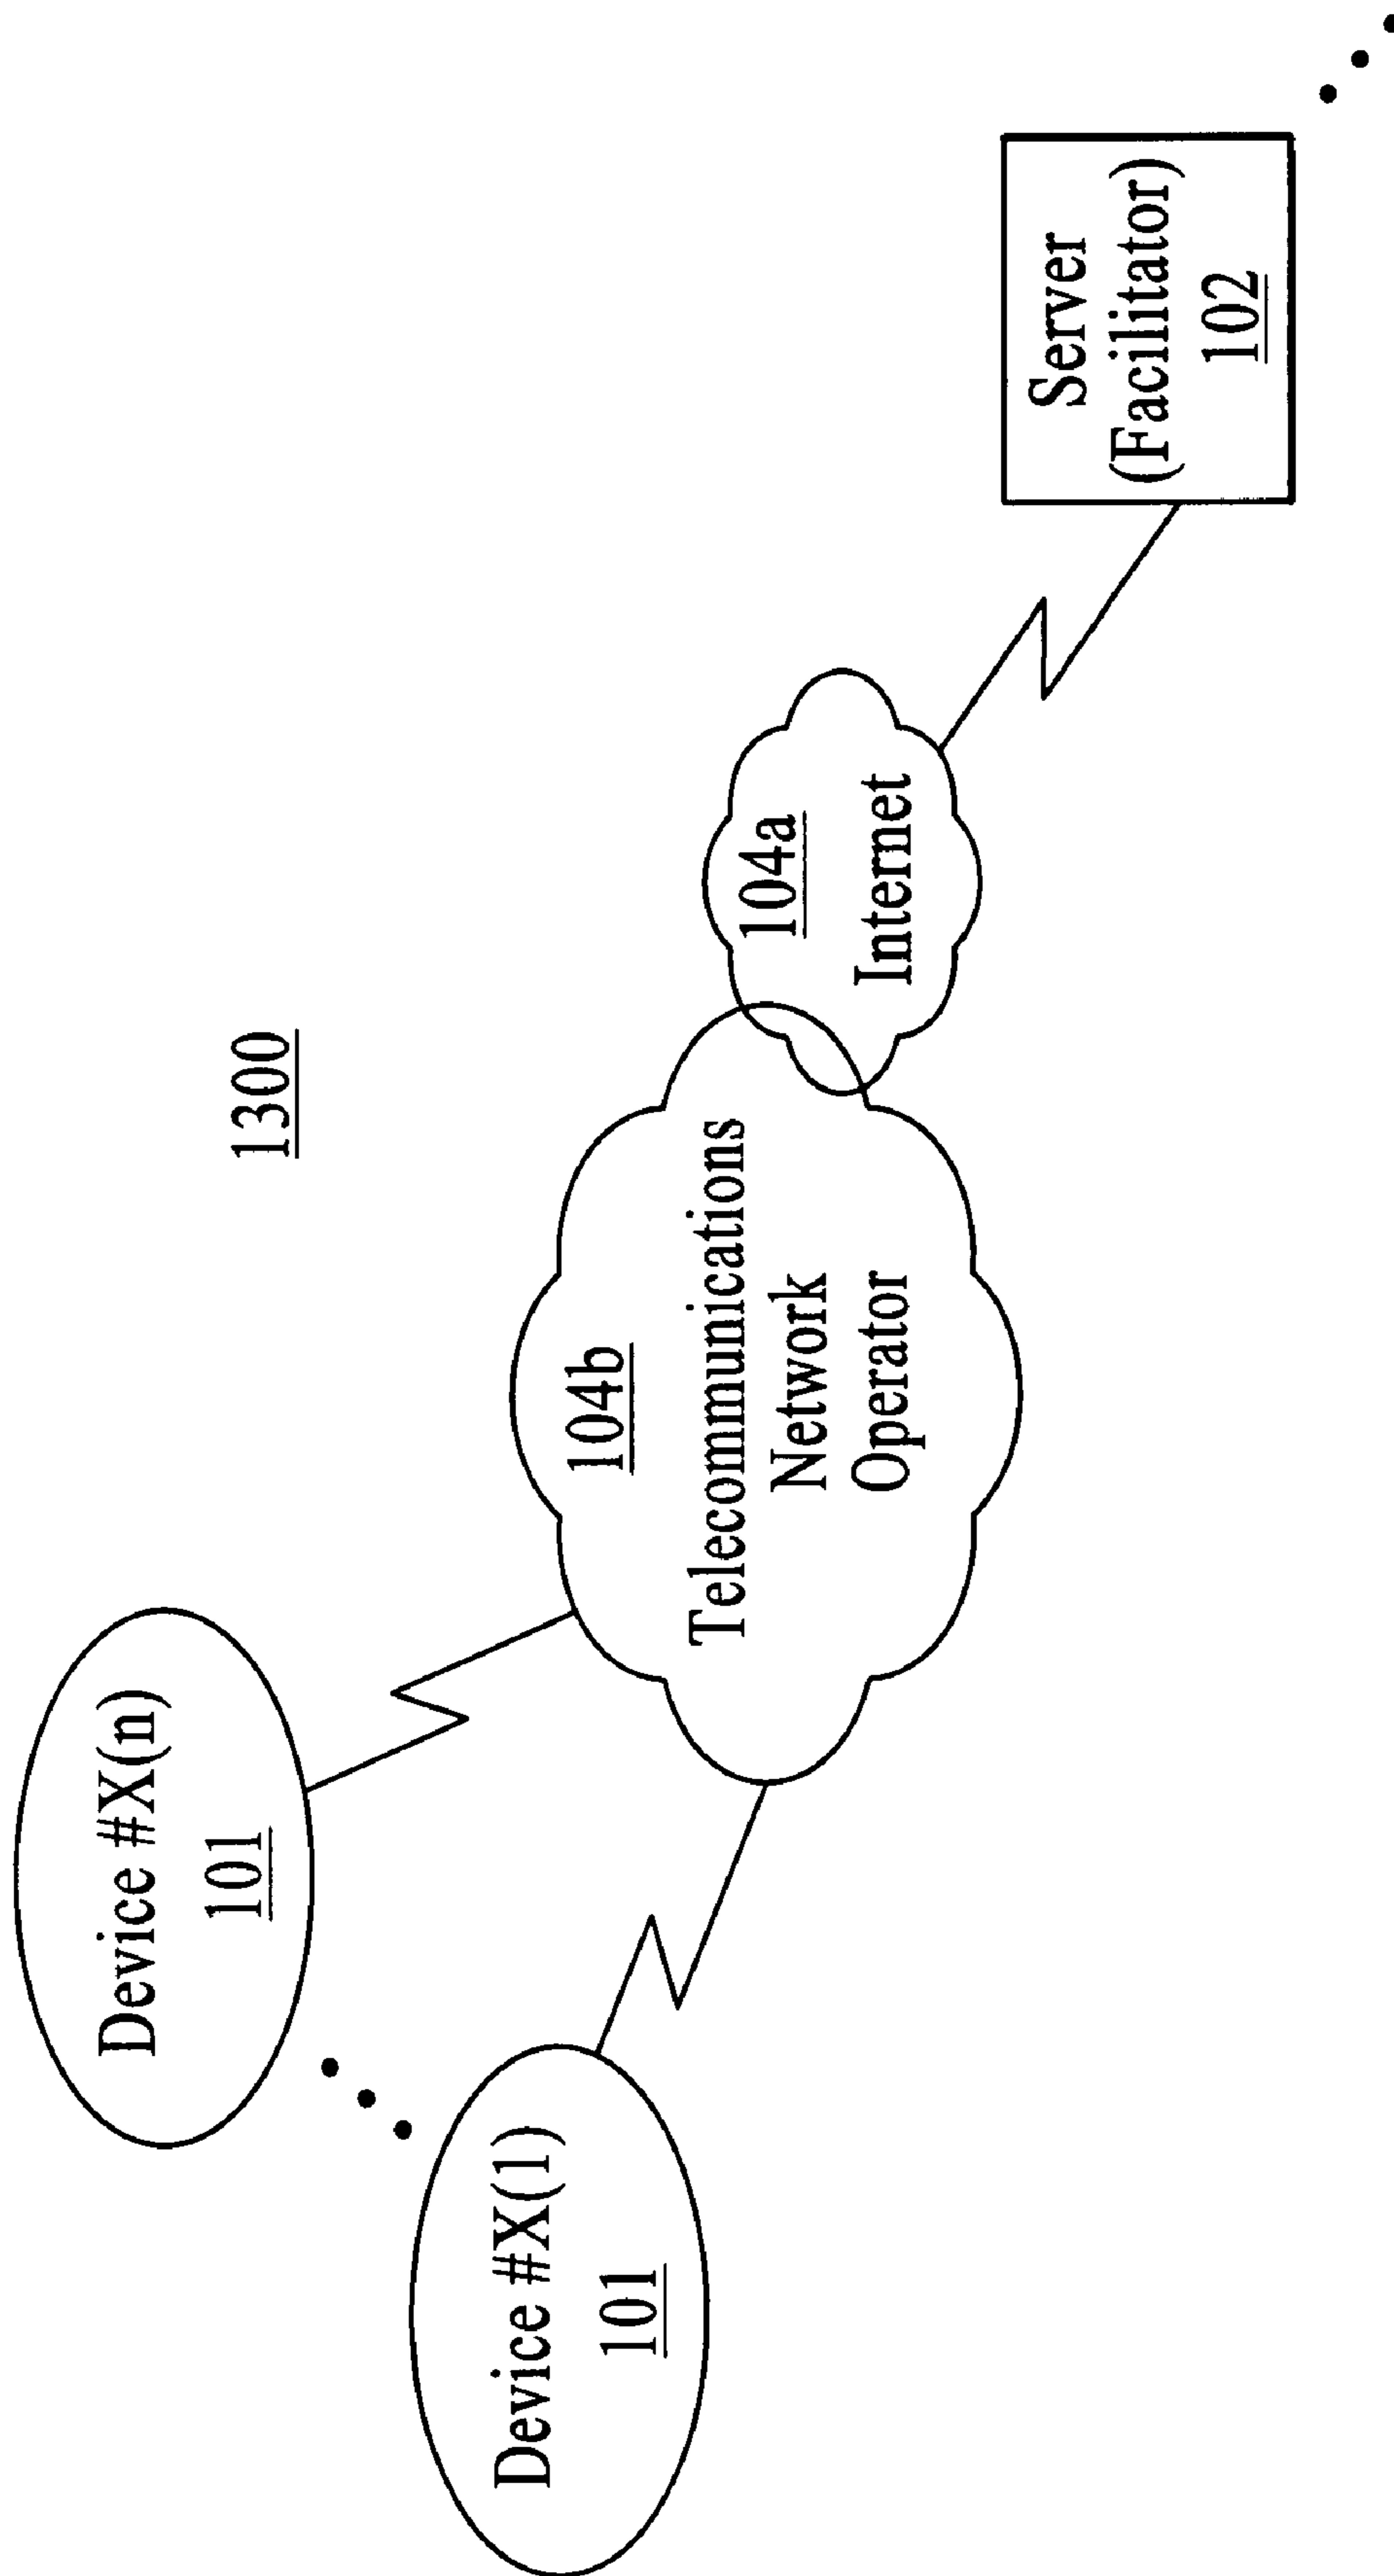 1300
Device #X(n)
101
Device #X(1)
101
104b
Telecommunications
Network
Operator
104a
Internet
Server
(Facilitator)
102